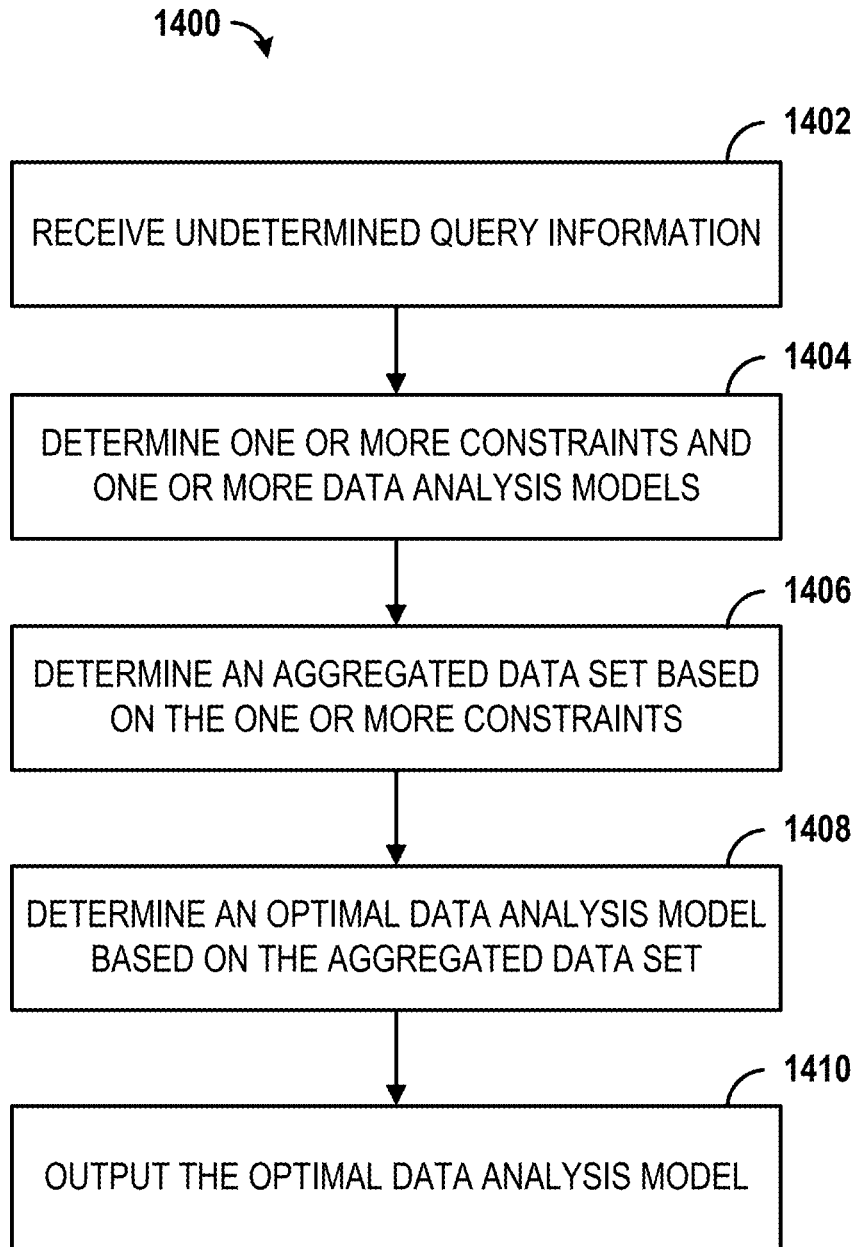 1400
1402
RECEIVE UNDETERMINED QUERY INFORMATION
1404
DETERMINE ONE OR MORE CONSTRAINTS AND
ONE OR MORE DATA ANALYSIS MODELS
1406
DETERMINE AN AGGREGATED DATA SET BASED
ON THE ONE OR MORE CONSTRAINTS
1408
DETERMINE AN OPTIMAL DATA ANALYSIS MODEL
BASED ON THE AGGREGATED DATA SET
1410
OUTPUT THE OPTIMAL DATA ANALYSIS MODEL